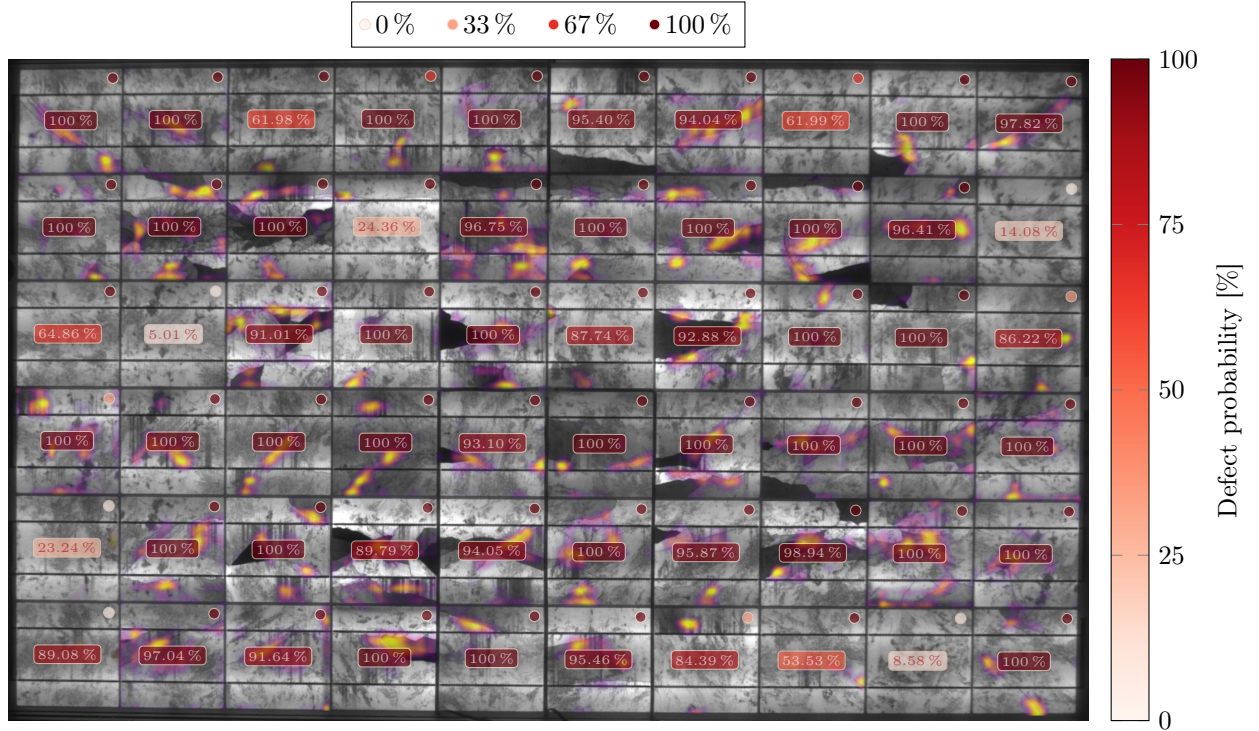 0 % 33 % 67 % 100 %
100 % 100 % 61.98 % 100 % 100 % 95.40 % 94.04 % 61.99 % 100 % 97.82 %
100 % 100 % 100 % 24.36 % 96.75 % 100 % 100 % 100 % 96.41 % 14.08 %
64.86 % 5.01 % 91.01 % 100 % 100 % 87.74 % 92.88 % 100 % 100 % 86.22 %
100 % 100 % 100 % 100 % 93.10 % 100 % 100 % 100 % 100 % 100 %
23.24 % 100 % 100 % 89.79 % 94.05 % 100 % 95.87 % 98.94 % 100 % 100 %
89.08 % 97.04 % 91.64 % 100 % 100 % 95.46 % 84.39 % 53.53 % 8.58 % 100 %
100
75
50
25
0
Defect probability [%]